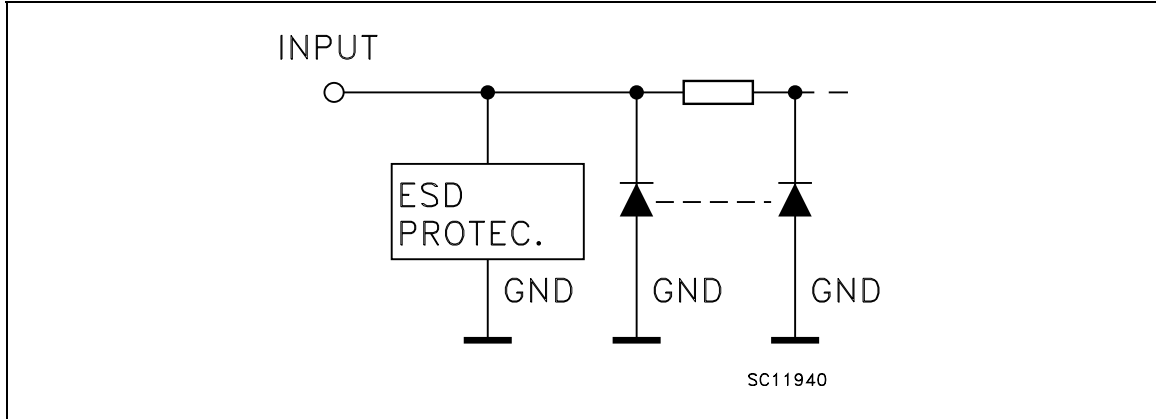 INPUT
ESD
PROTEC.
GND
GND
GND
SC11940